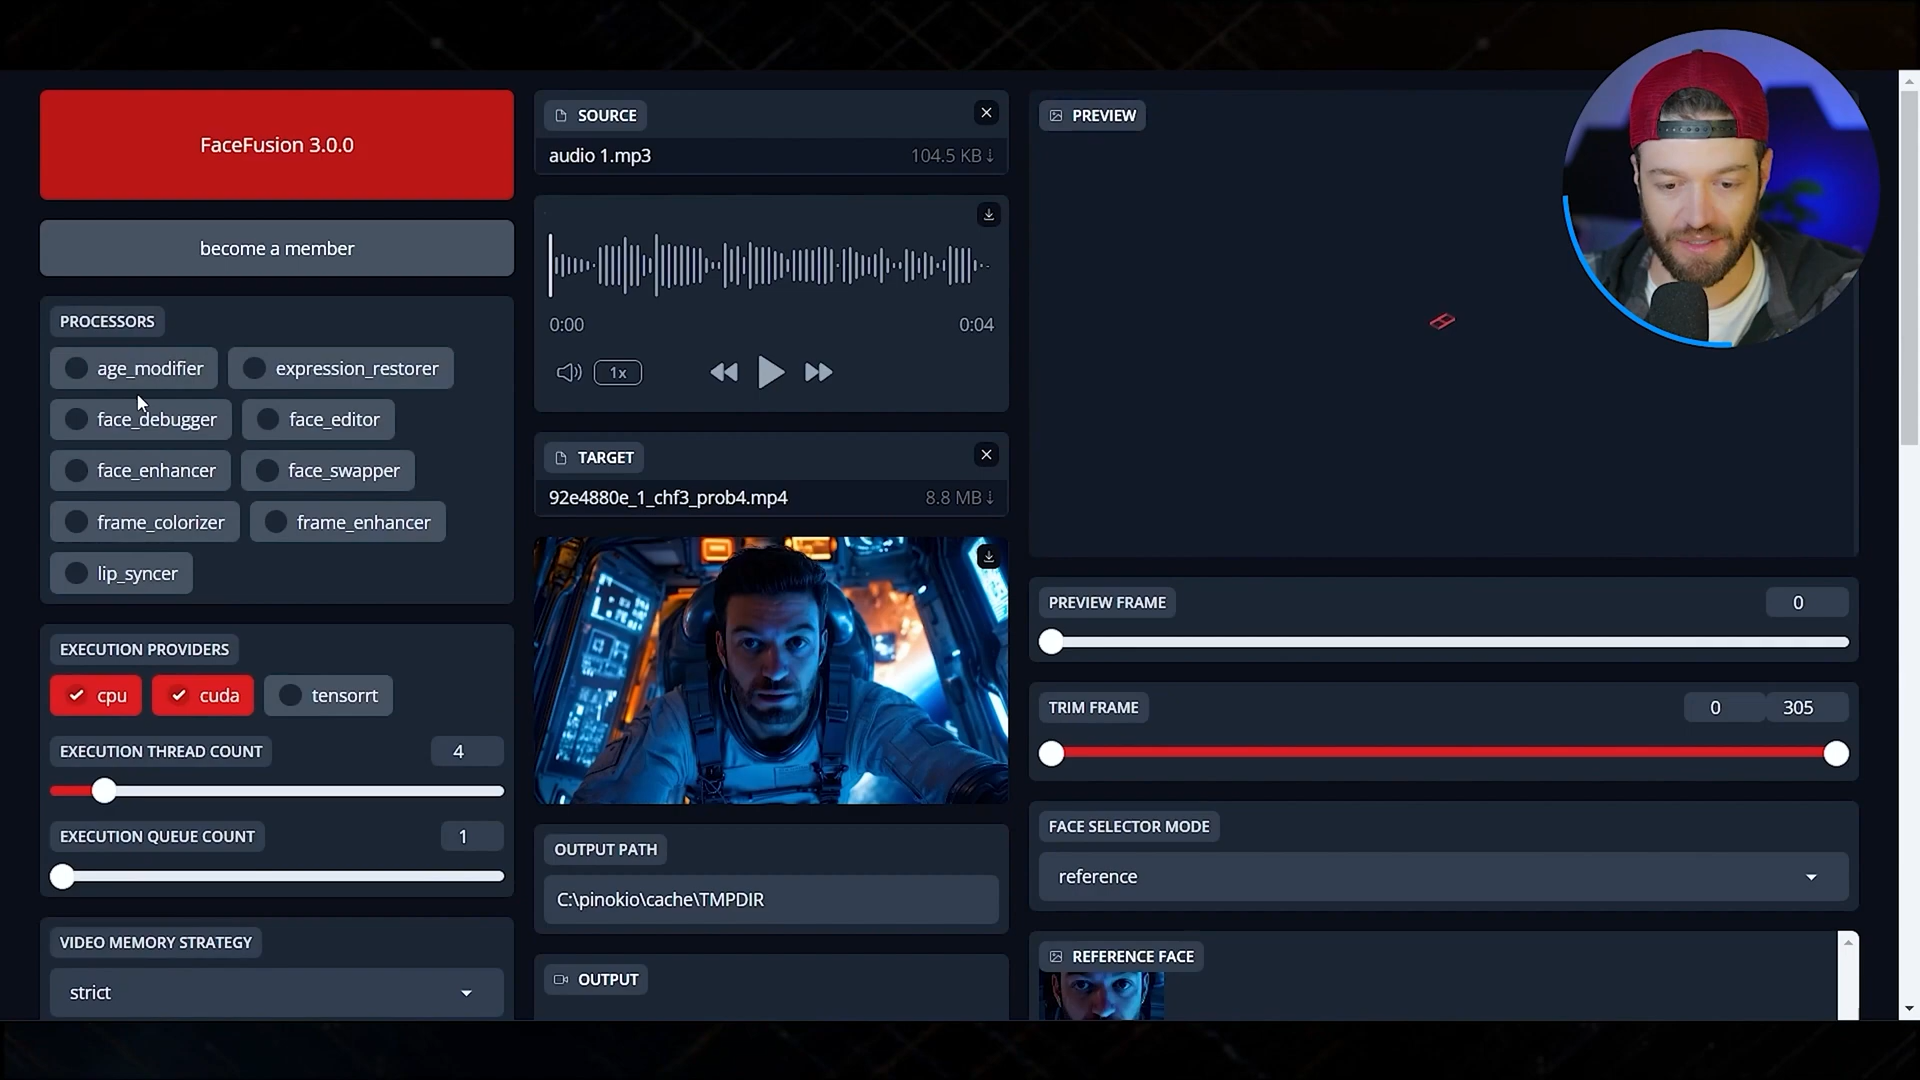 FaceFusion 3.0.0
become a member
PROCESSORS
age_modifier expression_restorer
face_debugger face_editor
face_enhancer face_swapper
frame_colorizer frame_enhancer
lip_syncer
EXECUTION PROVIDERS
cpu cuda tensorrt
EXECUTION THREAD COUNT 4
EXECUTION QUEUE COUNT 1
VIDEO MEMORY STRATEGY
strict
SOURCE
audio 1.mp3 104.5 KB ↓
0:00 0:04
1x
TARGET
92e4880e_1_chf3_prob4.mp4 8.8 MB ↓
OUTPUT PATH
C:\pinokio\cache\TMPDIR
OUTPUT
PREVIEW
PREVIEW FRAME 0
TRIM FRAME 0 305
FACE SELECTOR MODE
reference
REFERENCE FACE